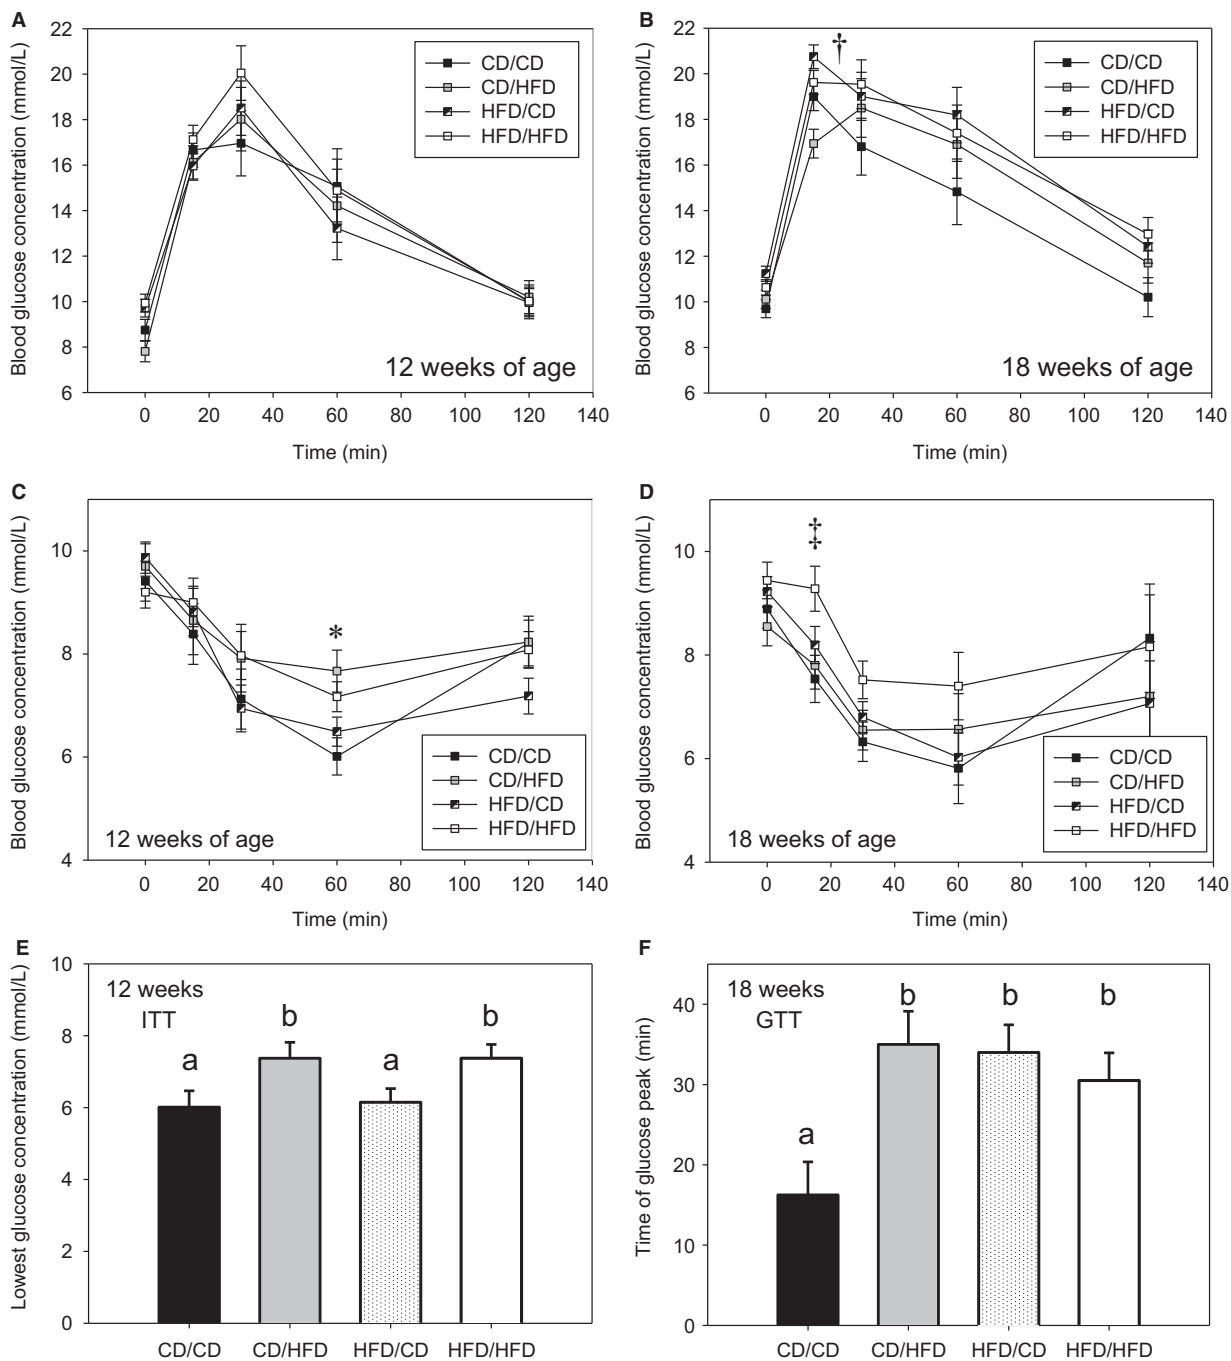 A
Blood glucose concentration (mmol/L)
22
20
18
16
14
12
10
8
6
CD/CD
CD/HFD
HFD/CD
HFD/HFD
12 weeks of age
0 20 40 60 80 100 120 140
Time (min)
B
Blood glucose concentration (mmol/L)
22
20
18
16
14
12
10
8
6
†
CD/CD
CD/HFD
HFD/CD
HFD/HFD
18 weeks of age
0 20 40 60 80 100 120 140
Time (min)
C
Blood glucose concentration (mmol/L)
10
8
6
4
*
CD/CD
CD/HFD
HFD/CD
HFD/HFD
12 weeks of age
0 20 40 60 80 100 120 140
Time (min)
D
Blood glucose concentration (mmol/L)
10
8
6
4
‡
CD/CD
CD/HFD
HFD/CD
HFD/HFD
18 weeks of age
0 20 40 60 80 100 120 140
Time (min)
E
Lowest glucose concentration (mmol/L)
10
8
6
4
2
0
12 weeks
ITT
a b a b
CD/CD CD/HFD HFD/CD HFD/HFD
F
Time of glucose peak (min)
40
30
20
10
0
18 weeks
GTT
a b b b
CD/CD CD/HFD HFD/CD HFD/HFD